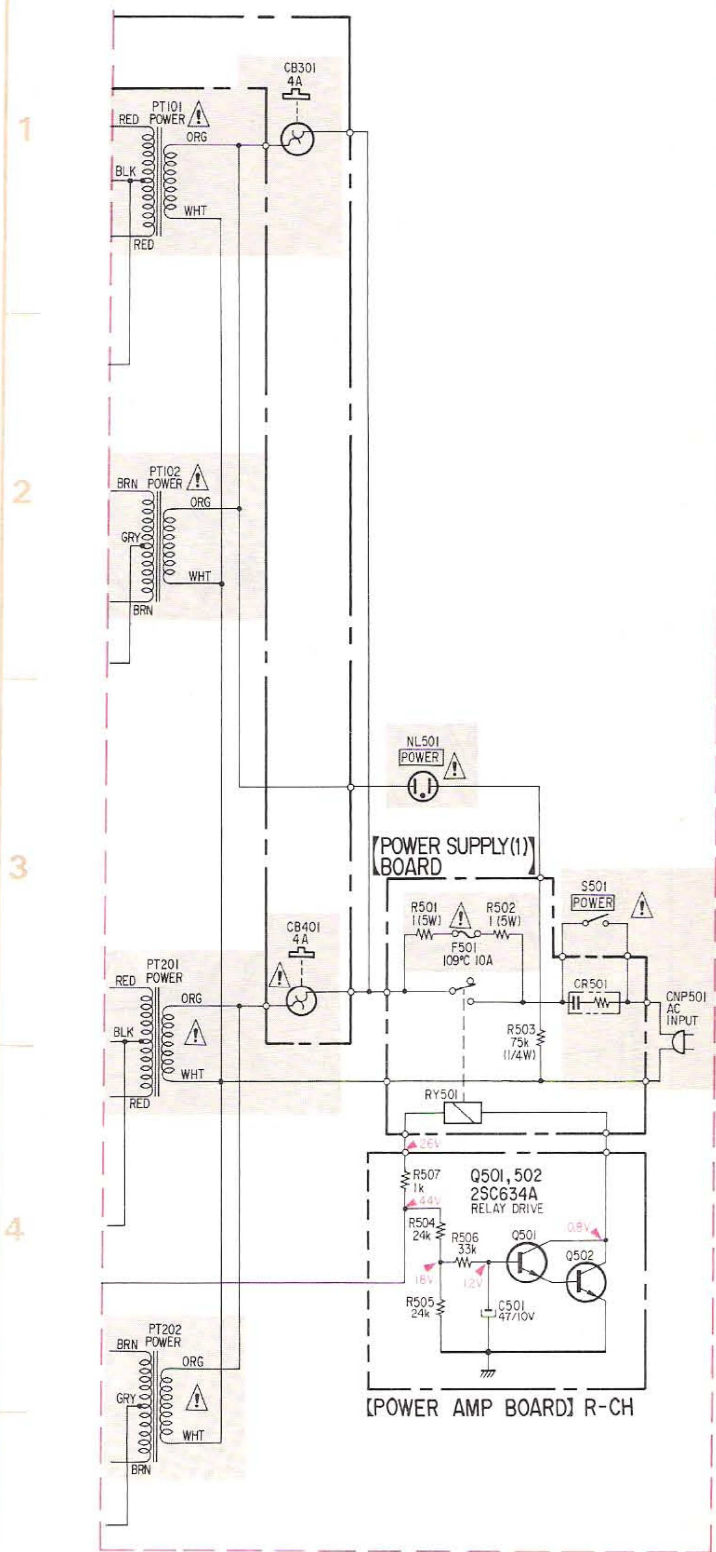 1
CB301
4A
PT101
POWER
RED
ORG
BLK
WHT
RED
2
PT102
POWER
BRN
ORG
GRY
WHT
BRN
NL501
POWER
3
【POWER SUPPLY(1)】
BOARD
S501
POWER
R501
1(5W)
R502
1(5W)
F501
109°C 10A
CB401
4A
PT201
POWER
RED
ORG
BLK
WHT
RED
CR501
CNP501
AC
INPUT
R503
75k
(1/4W)
RY501
26V
R507
1k
Q501,502
2SC634A
RELAY DRIVE
44V
4
R504
24k
R506
33k
Q501
0.8V
Q502
18V
1.2V
R505
24k
C501
47/10V
PT202
POWER
BRN
ORG
GRY
WHT
BRN
【POWER AMP BOARD】 R-CH